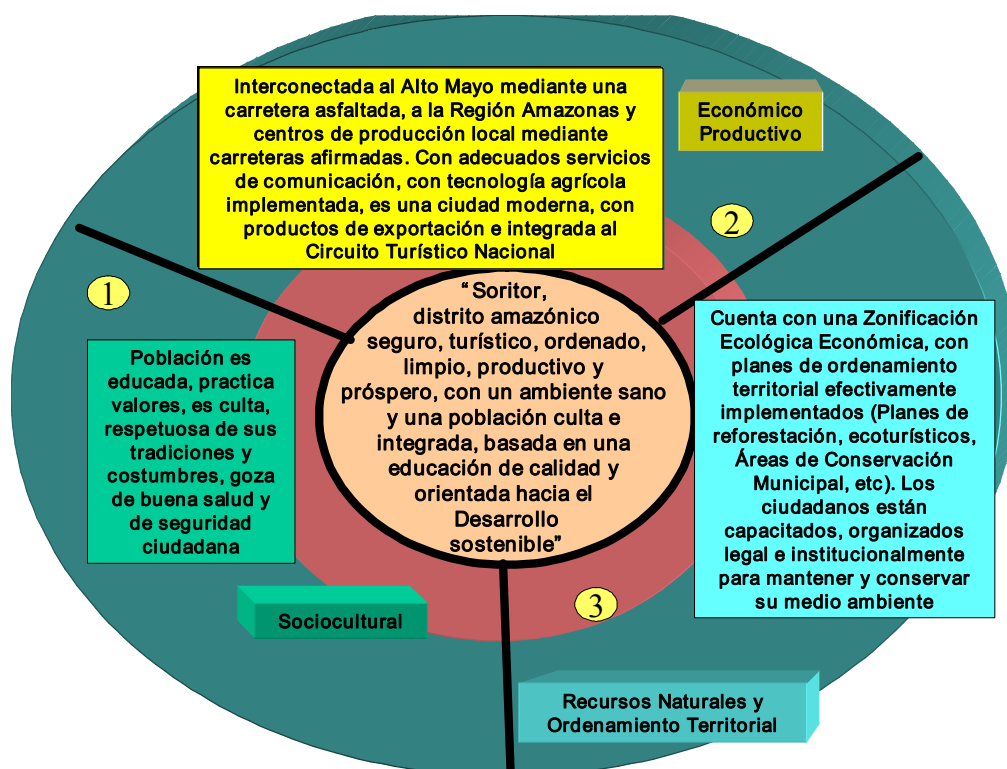 Interconectada al Alto Mayo mediante una
carretera asfaltada, a la Región Amazonas y
centros de producción local mediante
carreteras afirmadas. Con adecuados servicios
de comunicación, con tecnología agrícola
implementada, es una ciudad moderna, con
productos de exportación e integrada al
Circuito Turístico Nacional
Económico
Productivo
2
1
“ Soritor,
distrito amazónico
seguro, turístico, ordenado,
limpio, productivo y
próspero, con un ambiente sano
y una población culta e
integrada, basada en una
educación de calidad y
orientada hacia el
Desarrollo
sostenible”
Población es
educada, practica
valores, es culta,
respetuosa de sus
tradiciones y
costumbres, goza
de buena salud y
de seguridad
ciudadana
Cuenta con una Zonificación
Ecológica Económica, con
planes de ordenamiento
territorial efectivamente
implementados (Planes de
reforestación, ecoturísticos,
Áreas de Conservación
Municipal, etc). Los
ciudadanos están
capacitados, organizados
legal e institucionalmente
para mantener y conservar
su medio ambiente
3
Sociocultural
Recursos Naturales y
Ordenamiento Territorial